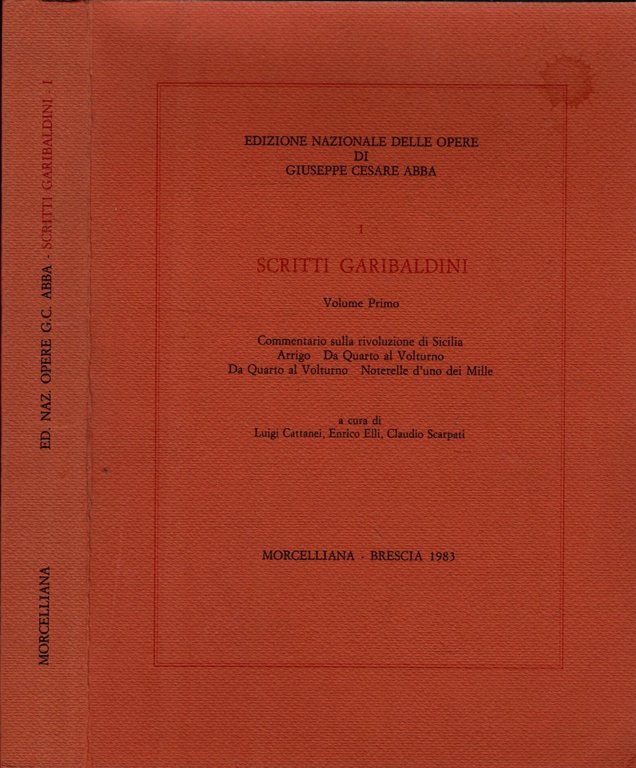 MORCELLIANA ED. NAZ. OPERE G.C. ABBA - SCRITTI GARIBALDINI - I
EDIZIONE NAZIONALE DELLE OPERE
DI
GIUSEPPE CESARE ABBA
I
SCRITTI GARIBALDINI
Volume Primo
Commentario sulla rivoluzione di Sicilia
Arrigo Da Quarto al Volturno
Da Quarto al Volturno Noterelle d'uno dei Mille
a cura di
Luigi Cattanei, Enrico Elli, Claudio Scarpati
MORCELLIANA - BRESCIA 1983